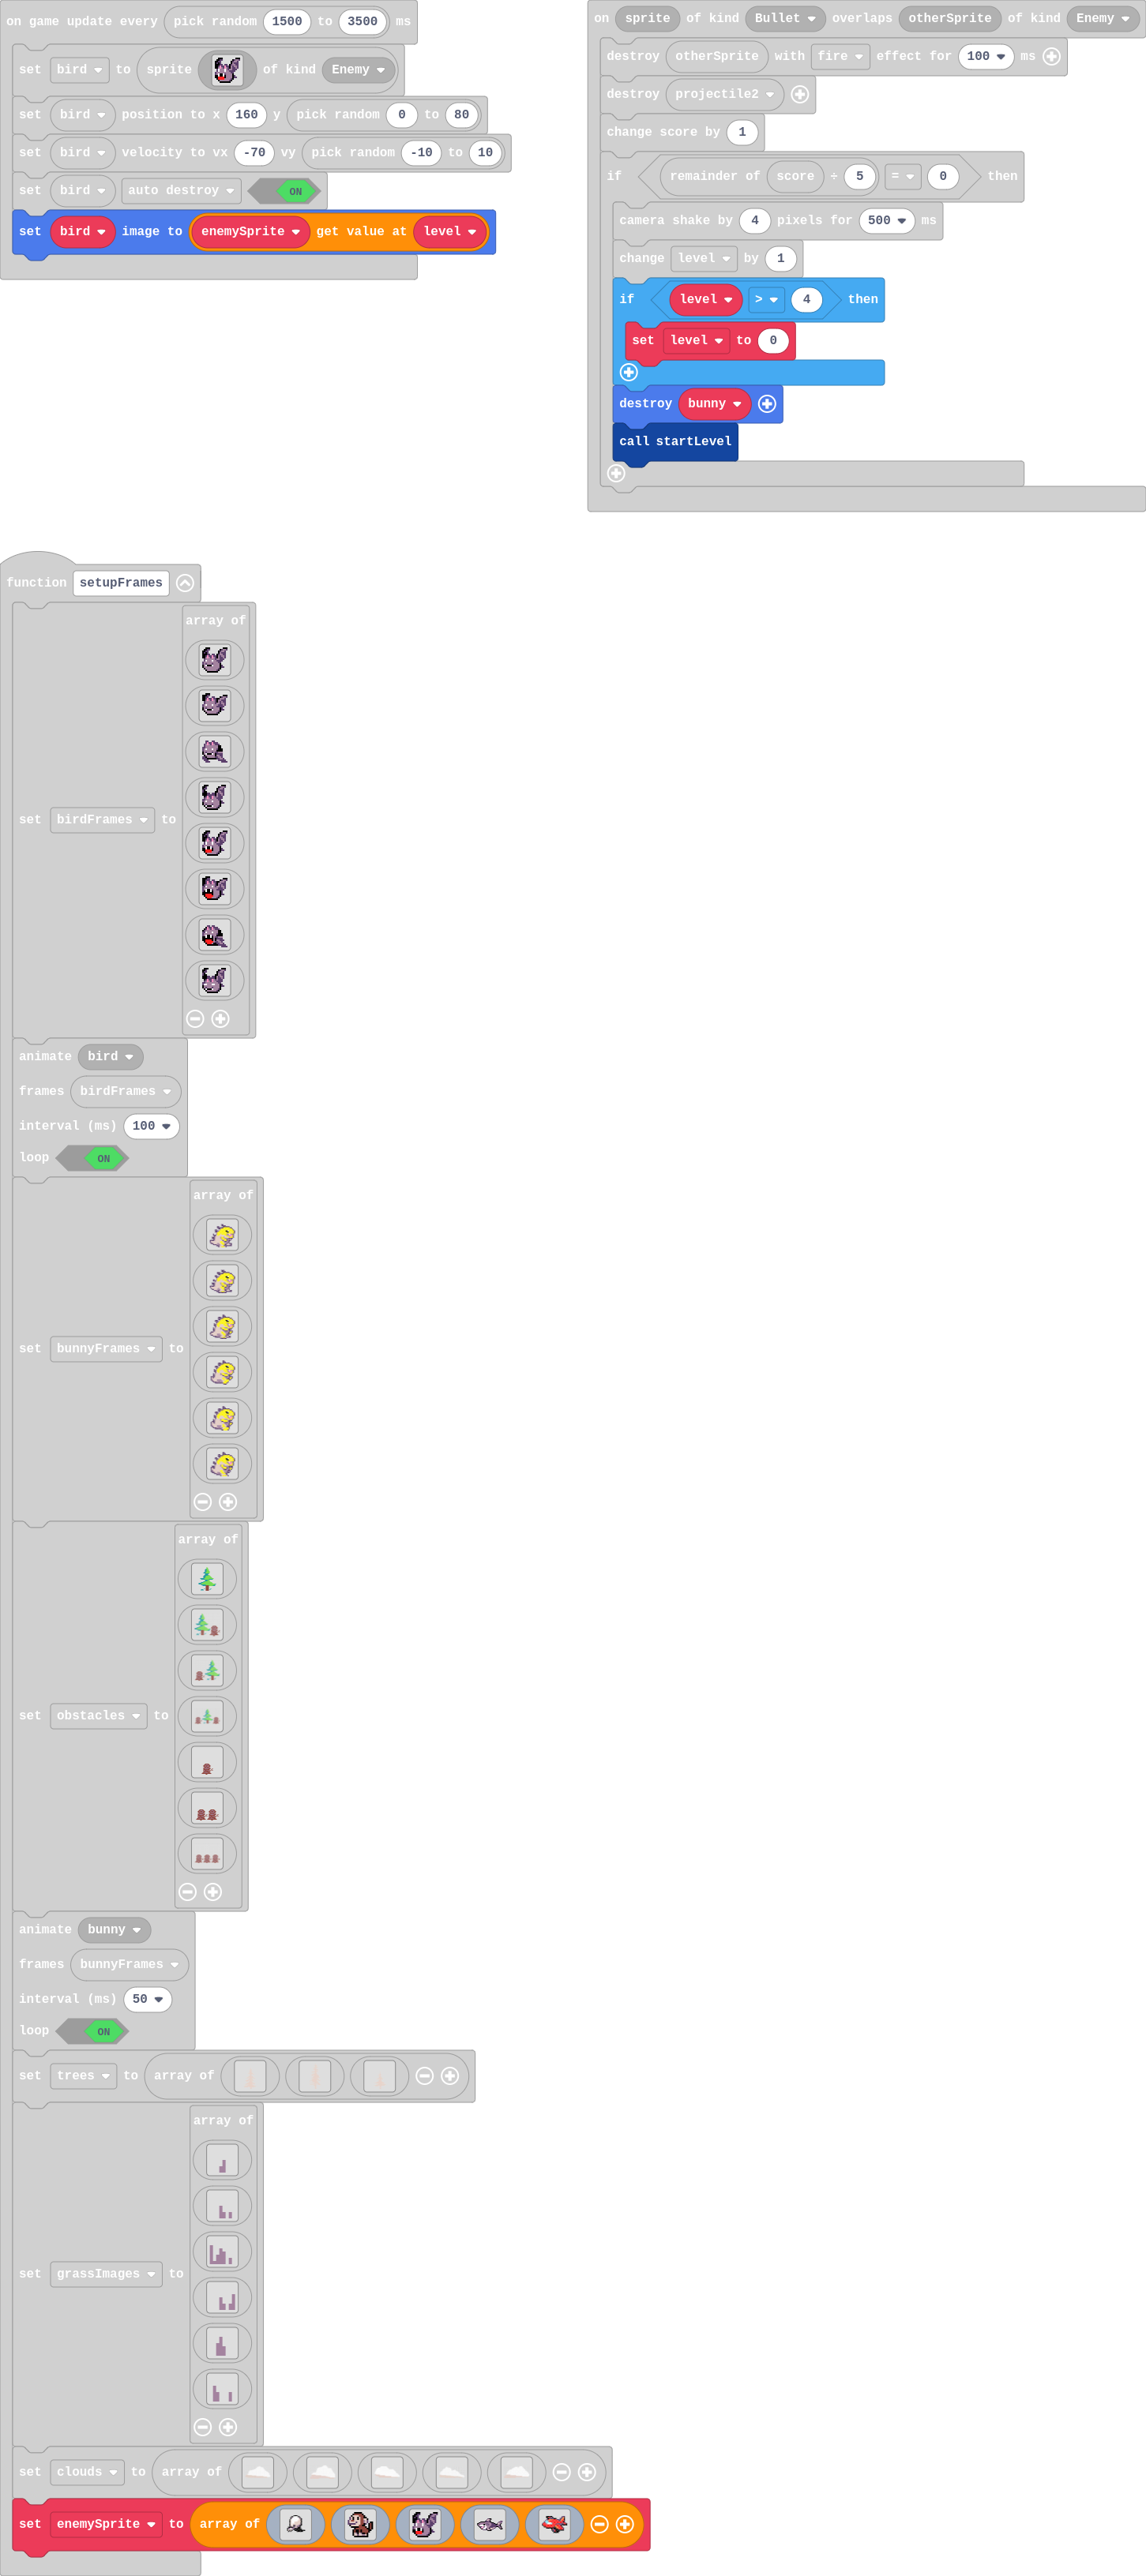 on game update every pick random 1500 to 3500 ms
set bird to sprite of kind Enemy
set bird position to x 160 y pick random 0 to 80
set bird velocity to vx -70 vy pick random -10 to 10
set bird auto destroy ON
set bird image to enemySprite get value at level
on sprite of kind Bullet overlaps otherSprite of kind Enemy
destroy otherSprite with fire effect for 100 ms
destroy projectile2
change score by 1
if remainder of score ÷ 5 = 0 then
camera shake by 4 pixels for 500 ms
change level by 1
if level > 4 then
set level to 0
destroy bunny
call startLevel
function setupFrames
array of
set birdFrames to
animate bird
frames birdFrames
interval (ms) 100
loop ON
array of
set bunnyFrames to
array of
set obstacles to
animate bunny
frames bunnyFrames
interval (ms) 50
loop ON
set trees to array of
array of
set grassImages to
set clouds to array of
set enemySprite to array of